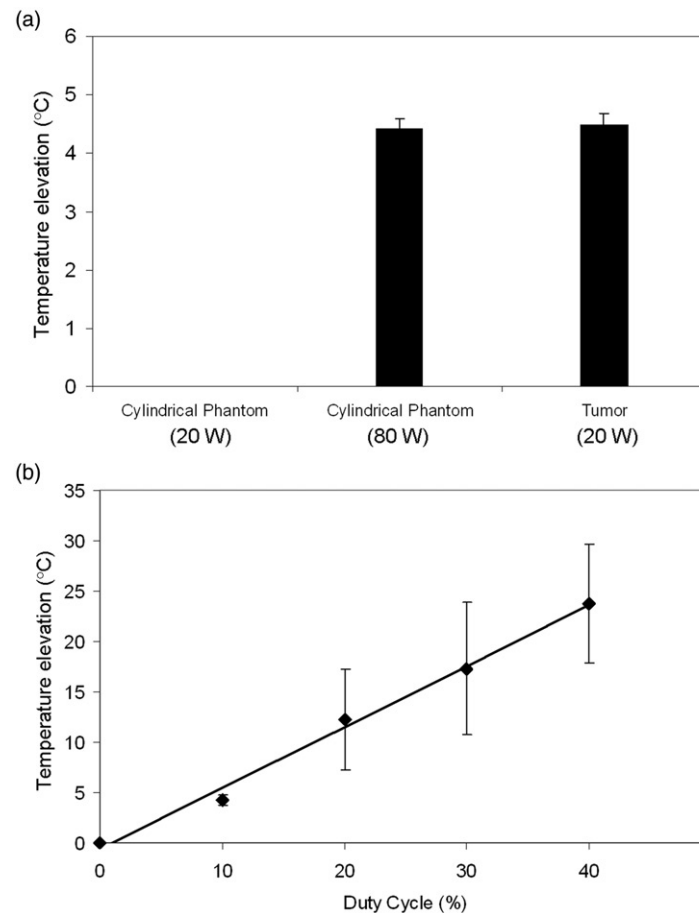 (a)
Temperature elevation (°C)
6
5
4
3
2
1
0
Cylindrical Phantom
(20 W)
Cylindrical Phantom
(80 W)
Tumor
(20 W)
(b)
Temperature elevation (°C)
35
30
25
20
15
10
5
0
0 10 20 30 40
Duty Cycle (%)